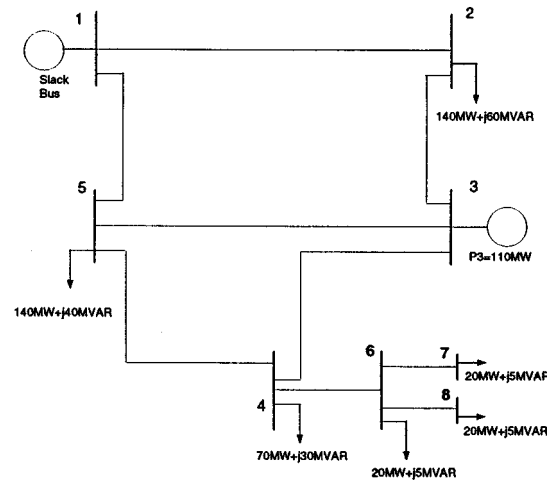 1
2
Slack
Bus
140MW+j60MVAR
5
3
P3=110MW
140MW+j40MVAR
6
7
20MW+j5MVAR
8
4
20MW+j5MVAR
70MW+j30MVAR
20MW+j5MVAR